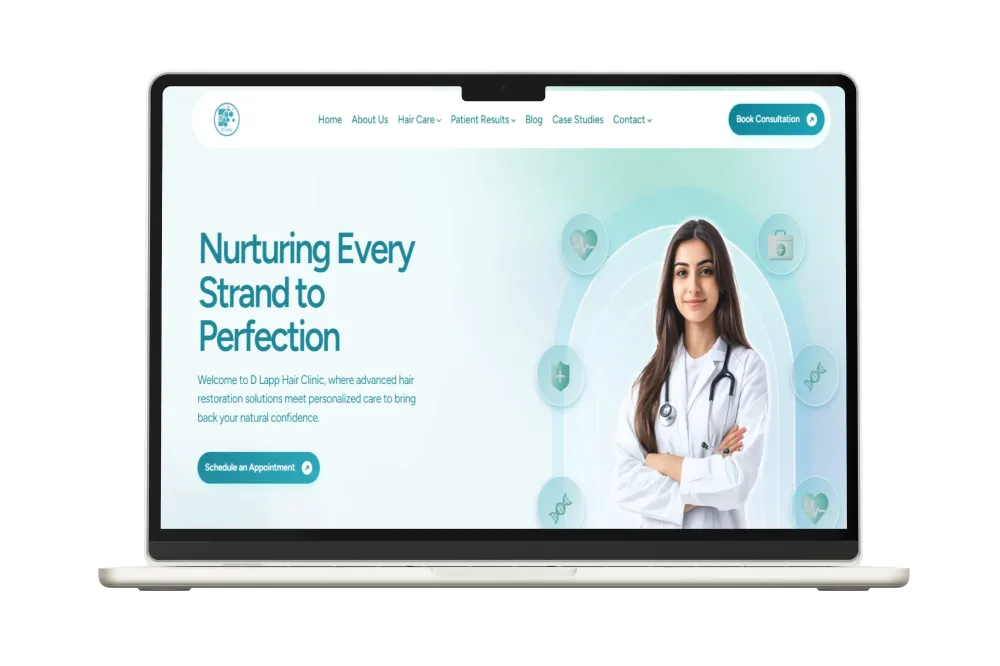 Home About Us Hair Care Patient Results Blog Case Studies Contact Book Consultation
Nurturing Every
Strand to
Perfection
Welcome to D Lapp Hair Clinic, where advanced hair
restoration solutions meet personalized care to bring
back your natural confidence.
Schedule an Appointment